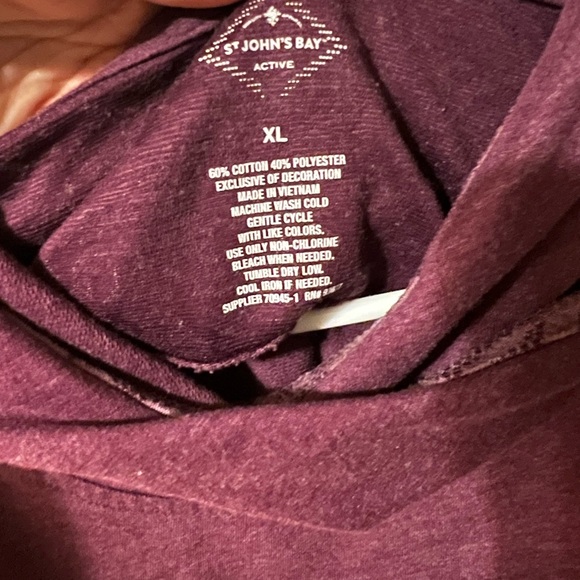 ST JOHN'S BAY
ACTIVE
XL
60% COTTON 40% POLYESTER
EXCLUSIVE OF DECORATION
MADE IN VIETNAM
MACHINE WASH COLD
GENTLE CYCLE
WITH LIKE COLORS.
USE ONLY NON-CHLORINE
BLEACH WHEN NEEDED.
TUMBLE DRY LOW.
COOL IRON IF NEEDED.
SUPPLIER 70945-1 RN#